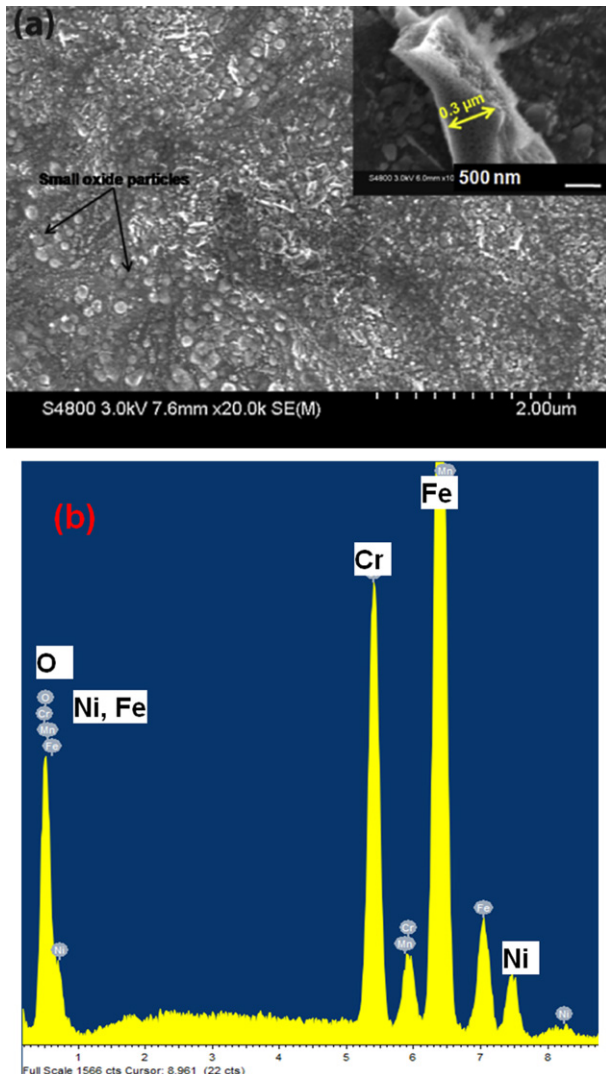 (a)
0.3 µm
S4800 3.0kV 6.0mm x10
500 nm
Small oxide particles
S4800 3.0kV 7.6mm x20.0k SE(M)
2.00um
(b)
Mn
Fe
Cr
O
O
Cr
Mn
Fe
Ni, Fe
Ni
Cr
Mn
Fe
Ni
Ni
1 2 3 4 5 6 7 8
Full Scale 1566 cts Cursor: 8.961 (22 cts)